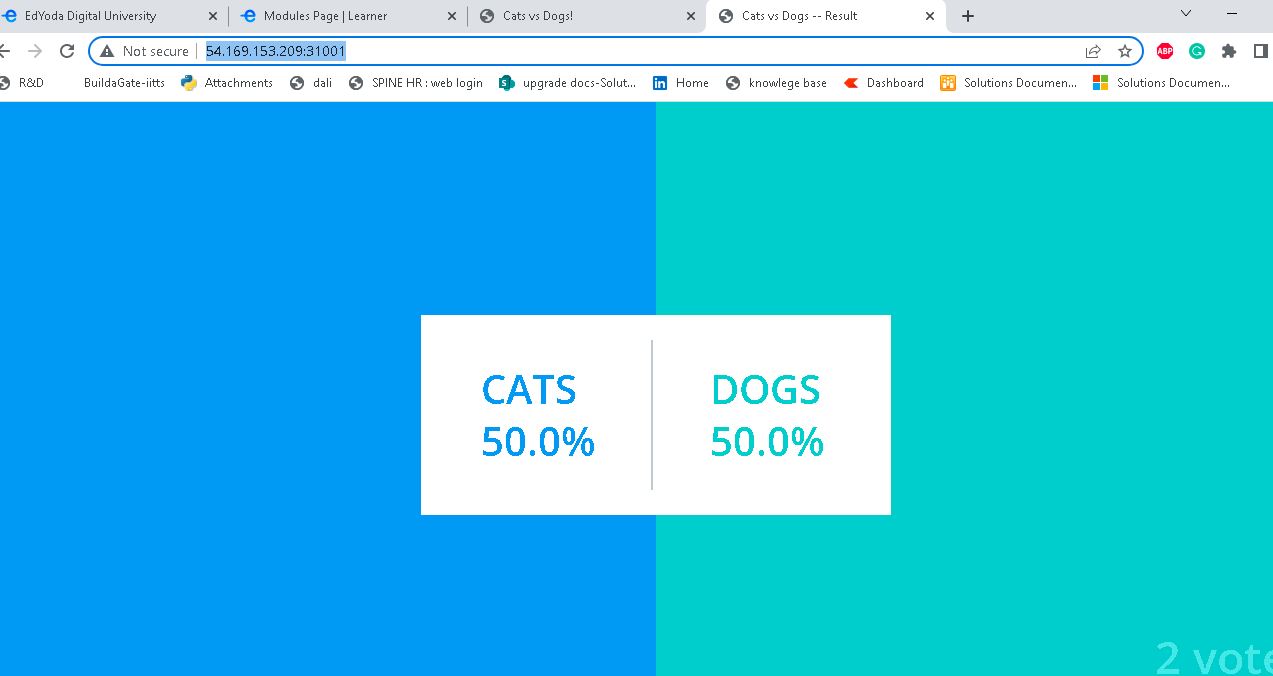 EdYoda Digital University Modules Page | Learner Cats vs Dogs! Cats vs Dogs -- Result
Not secure 54.169.153.209:31001 ABP G
R&D BuildaGate-iitts Attachments dali SPINE HR : web login upgrade docs-Solut... Home knowlege base Dashboard Solutions Documen... Solutions Documen...
CATS DOGS
50.0% 50.0%
2 vote